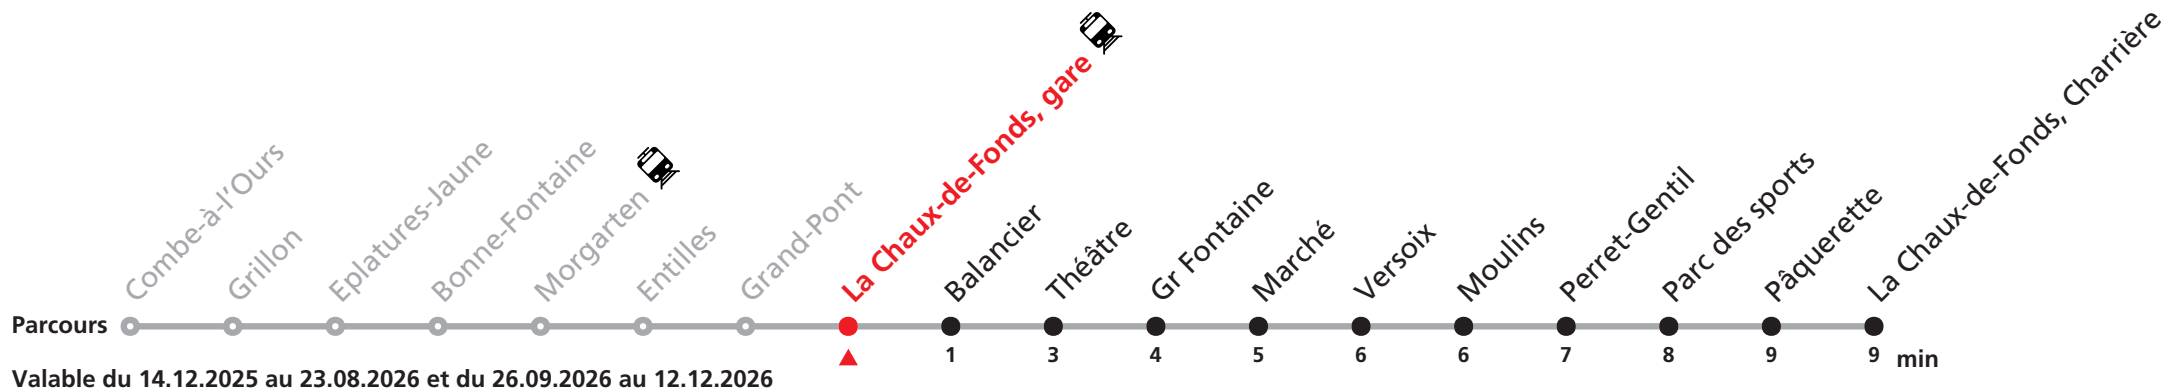 Combe-à-l'Ours
Grillon
Eplatures-Jaune
Bonne-Fontaine
Morgarten
Entilles
Grand-Pont
La Chaux-de-Fonds, gare
Balancier
Théâtre
Gr Fontaine
Marché
Versoix
Moulins
Perret-Gentil
Parc des sports
Pâquerette
La Chaux-de-Fonds, Charrière
Parcours
1 3 4 5 6 6 7 8 9 9 min
Valable du 14.12.2025 au 23.08.2026 et du 26.09.2026 au 12.12.2026